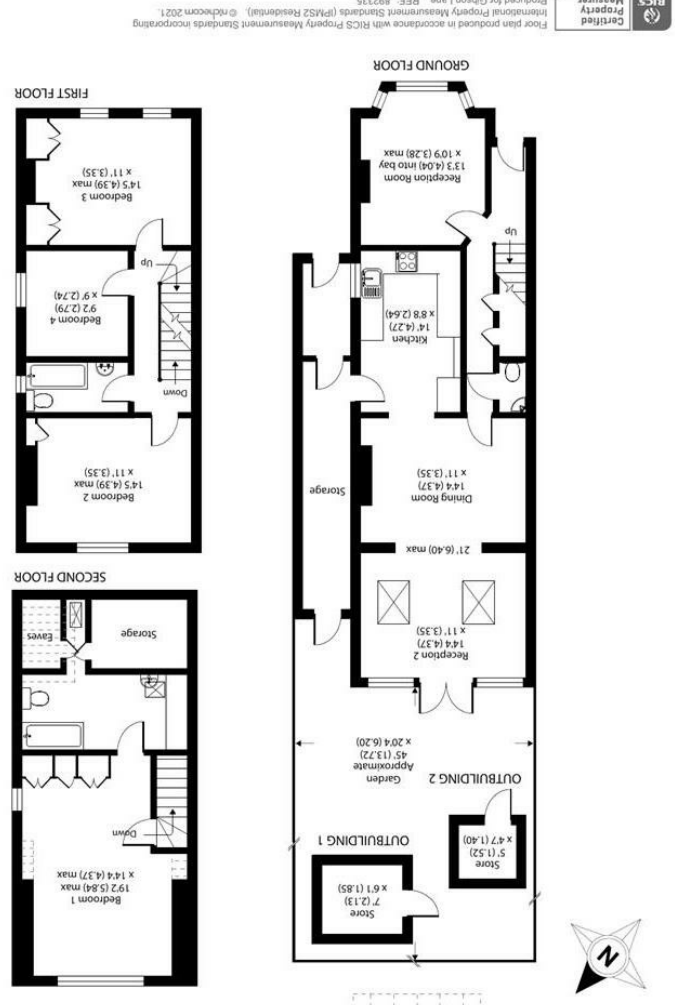 N
Store
7' (2.13)
x 6'1 (1.85)
OUTBUILDING 1
Store
5' (1.52)
x 4'7 (1.40)
OUTBUILDING 2
Garden
Approximate
45' (13.72)
x 20'4 (6.20)
Reception 2
14'4 (4.37)
x 11' (3.35)
21' (6.40) max
Dining Room
14'4 (4.37)
x 11' (3.35)
Storage
Kitchen
14' (4.27)
x 8'8 (2.64)
Up
Reception Room
13'3 (4.04) into bay
x 10'9 (3.28) max
GROUND FLOOR
Bedroom 1
19'2 (5.84) max
x 14'4 (4.37) max
Down
Storage
Eaves
SECOND FLOOR
Bedroom 2
14'5 (4.39) max
x 11' (3.35)
Down
Bedroom 4
9'2 (2.79)
x 9' (2.74)
Up
Bedroom 3
14'5 (4.39) max
x 11' (3.35)
FIRST FLOOR
Certified
Property
Measurer
RICS
Floor plan produced in accordance with RICS Property Measurement Standards incorporating
International Property Measurement Standards (IPMS2 Residential). © nichecom 2021.
Produced for Gibson Lane. REF: